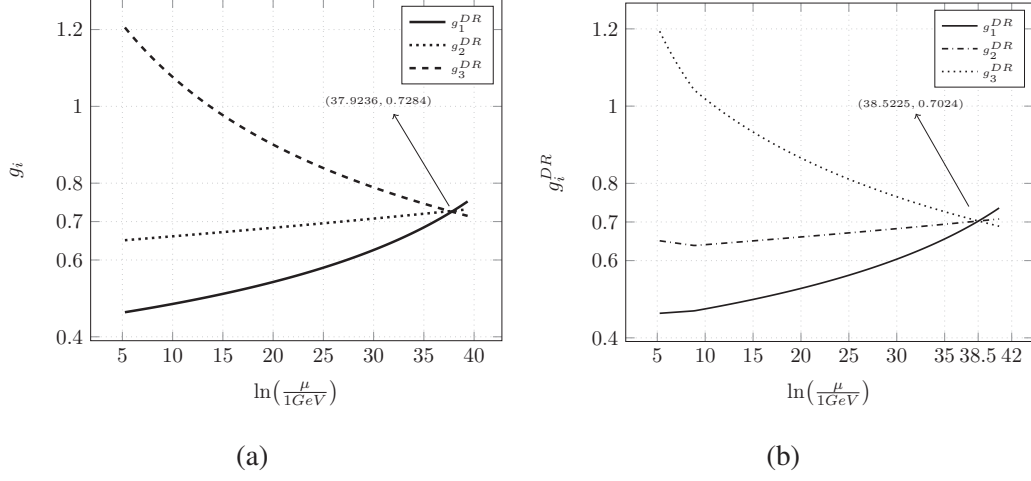 1.2
1
0.8
0.7
0.6
0.4
g_i
5 10 15 20 25 30 35 40
ln(μ/1GeV)
g_1^{DR}
g_2^{DR}
g_3^{DR}
(37.9236, 0.7284)
(a)
1.2
1
0.8
0.7
0.6
0.4
g_i^{DR}
5 10 15 20 25 30 35 38.5 42
ln(μ/1GeV)
g_1^{DR}
g_2^{DR}
g_3^{DR}
(38.5225, 0.7024)
(b)